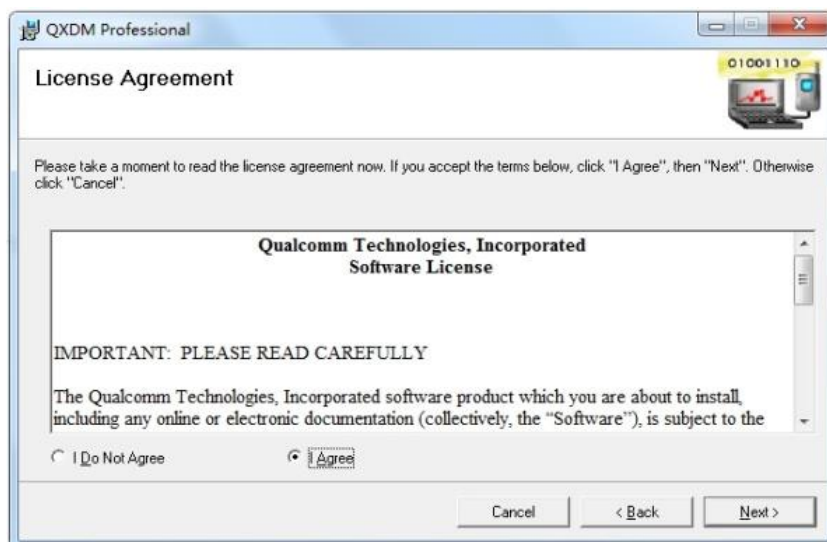 QXDM Professional
License Agreement
01001110
Please take a moment to read the license agreement now. If you accept the terms below, click "I Agree", then "Next". Otherwise
click "Cancel".
Qualcomm Technologies, Incorporated
Software License
IMPORTANT: PLEASE READ CAREFULLY
The Qualcomm Technologies, Incorporated software product which you are about to install,
including any online or electronic documentation (collectively, the “Software”), is subject to the
I Do Not Agree
I Agree
Cancel
< Back
Next >